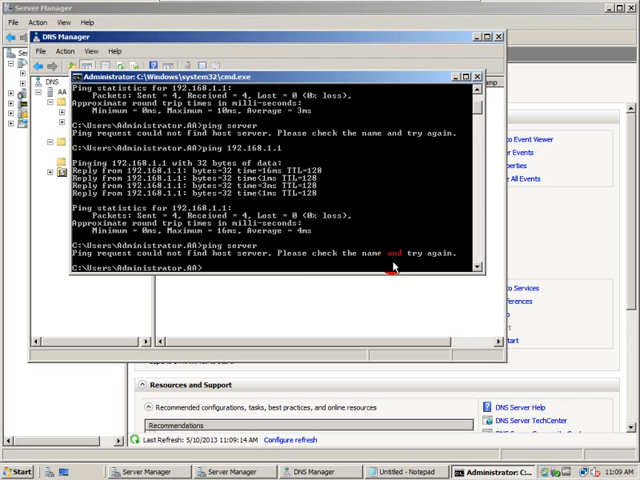 Server Manager
File Action View Help
DNS Manager
File Action View Help
DNS
AA
Administrator: C:\Windows\system32\cmd.exe
Ping statistics for 192.168.1.1:
Packets: Sent = 4, Received = 4, Lost = 0 (0% loss),
Approximate round trip times in milli-seconds:
Minimum = 0ms, Maximum = 10ms, Average = 3ms
C:\Users\Administrator.AA>ping server
Ping request could not find host server. Please check the name and try again.
C:\Users\Administrator.AA>ping 192.168.1.1
Pinging 192.168.1.1 with 32 bytes of data:
Reply from 192.168.1.1: bytes=32 time=16ms TTL=128
Reply from 192.168.1.1: bytes=32 time<1ms TTL=128
Reply from 192.168.1.1: bytes=32 time=3ms TTL=128
Reply from 192.168.1.1: bytes=32 time<1ms TTL=128
Ping statistics for 192.168.1.1:
Packets: Sent = 4, Received = 4, Lost = 0 (0% loss),
Approximate round trip times in milli-seconds:
Minimum = 0ms, Maximum = 16ms, Average = 4ms
C:\Users\Administrator.AA>ping server
Ping request could not find host server. Please check the name and try again.
C:\Users\Administrator.AA>
Event Viewer
All Events
to Services
Resources and Support
Recommended configurations, tasks, best practices, and online resources
DNS Server Help
DNS Server TechCenter
Recommendations
Last Refresh: 5/10/2013 11:09:14 AM Configure refresh
Start Server Manager Server Manager DNS Manager Untitled - Notepad Administrator: C:... 11:09 AM